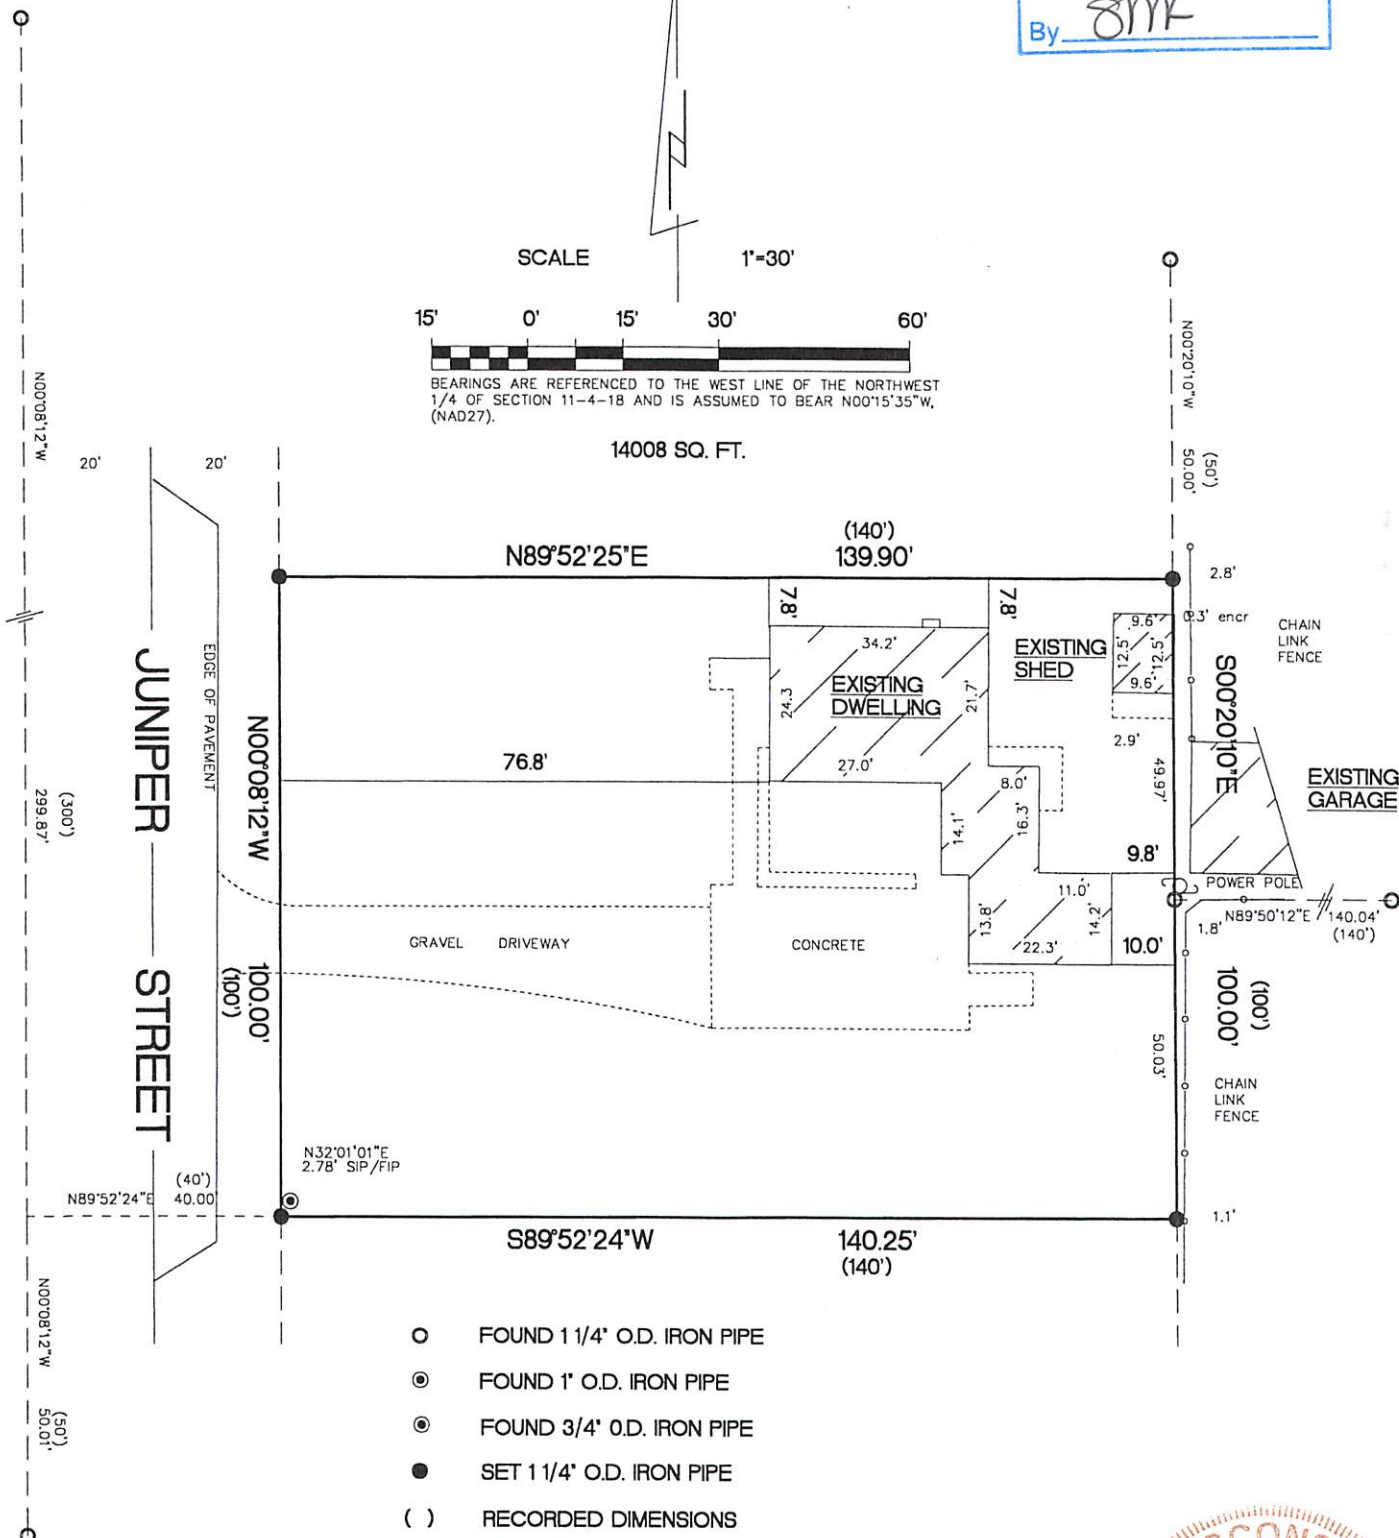 By SMK
SCALE 1"=30'
15' 0' 15' 30' 60'
BEARINGS ARE REFERENCED TO THE WEST LINE OF THE NORTHWEST
1/4 OF SECTION 11-4-18 AND IS ASSUMED TO BEAR N00°15'35"W,
(NAD27).
14008 SQ. FT.
N00°08'12"W
20' 20'
N00°20'10"W
50.00'
(50')
(140')
N89°52'25"E 139.90'
2.8'
7.8'
7.8'
0.3' encr
CHAIN
LINK
FENCE
9.6'
12.5'
12.5'
9.6'
34.2'
EXISTING
SHED
EXISTING
DWELLING
24.3
21.7'
EDGE OF PAVEMENT
JUNIPER STREET
N00°08'12"W
S00°20'10"E
2.9'
76.8'
27.0'
8.0'
49.97'
EXISTING
GARAGE
(300')
299.87'
14.1'
16.3'
9.8'
POWER POLE
11.0'
N89°50'12"E 140.04'
(140')
1.8'
13.8'
14.2'
22.3'
10.0'
GRAVEL DRIVEWAY
CONCRETE
100.00'
(100')
(100')
100.00'
50.03'
CHAIN
LINK
FENCE
N32°01'01"E
2.78' SIP/FIP
(40')
N89°52'24"E 40.00'
1.1'
S89°52'24"W 140.25'
(140')
N00°08'12"W
(50')
50.01'
FOUND 1 1/4" O.D. IRON PIPE
FOUND 1" O.D. IRON PIPE
FOUND 3/4" O.D. IRON PIPE
SET 1 1/4" O.D. IRON PIPE
( ) RECORDED DIMENSIONS